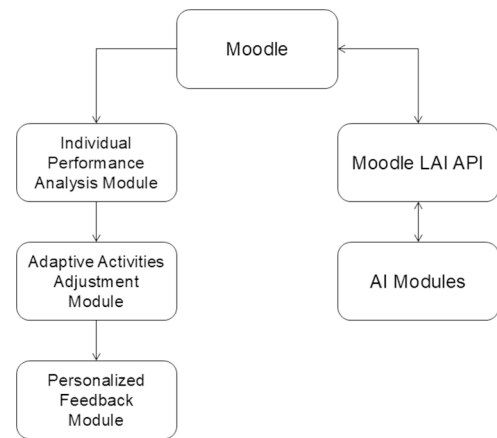 Moodle
Individual
Performance
Analysis Module
Moodle LAI API
Adaptive Activities
Adjustment
Module
AI Modules
Personalized
Feedback
Module